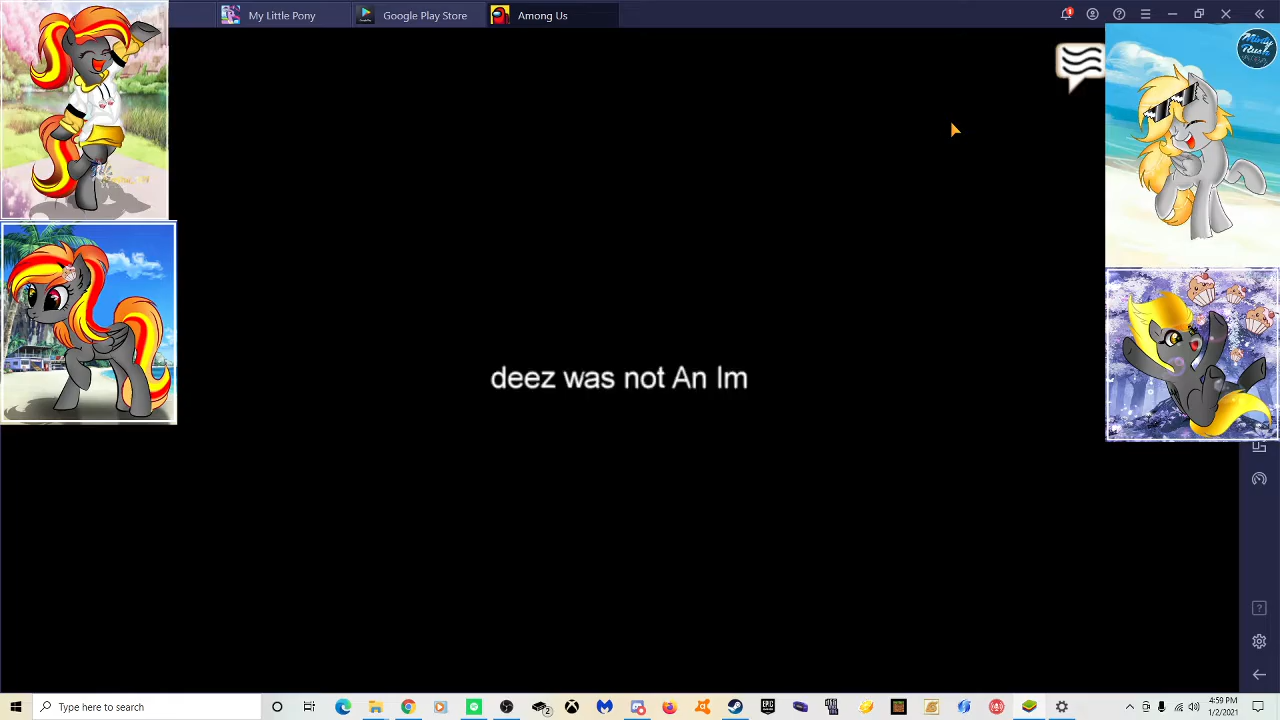 My Little Pony
Google Play Store
Among Us
deez was not An Im
Type here to search
4:59 PM
1/2/2021